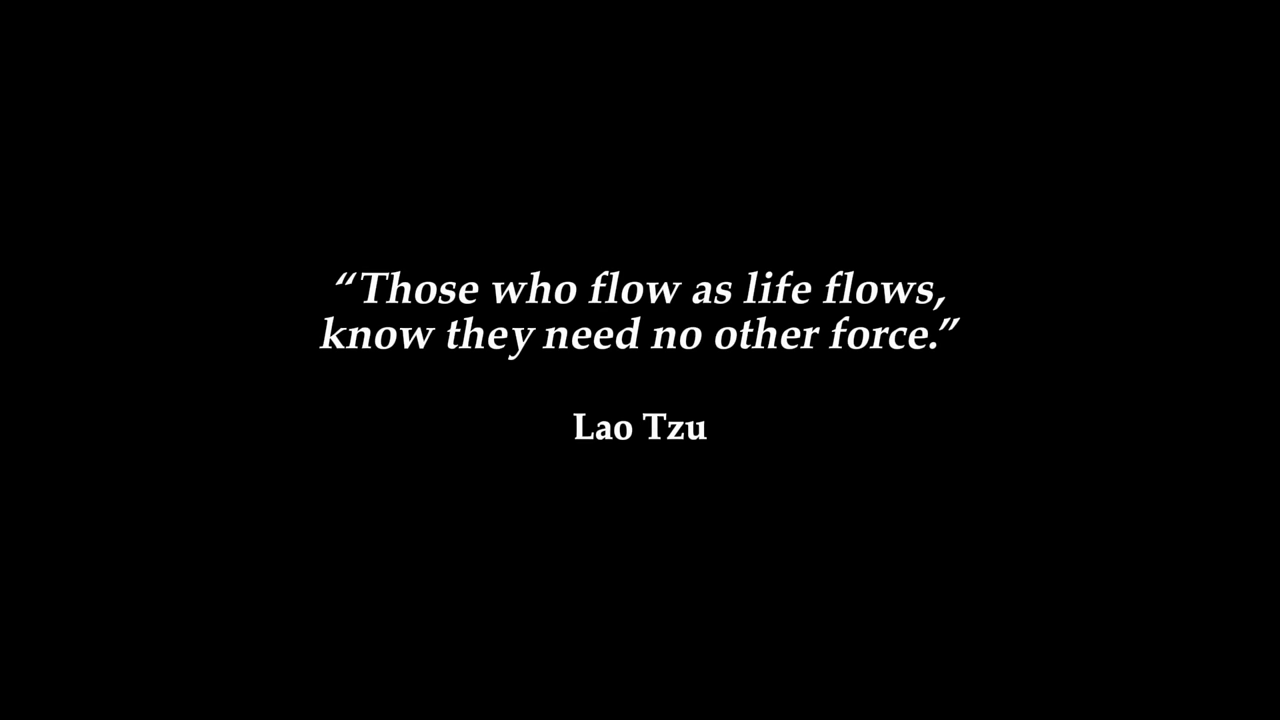 “Those who flow as life flows,
know they need no other force.”
Lao Tzu